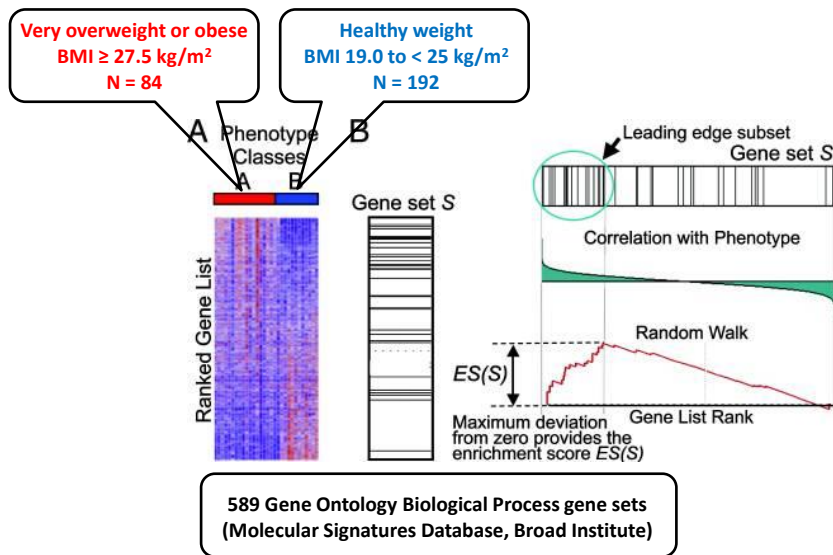 Very overweight or obese
BMI ≥ 27.5 kg/m²
N = 84
Healthy weight
BMI 19.0 to < 25 kg/m²
N = 192
A
Phenotype
Classes
A B
B
Ranked Gene List
Gene set S
Leading edge subset
Gene set S
Correlation with Phenotype
Random Walk
ES(S)
Gene List Rank
Maximum deviation
from zero provides the
enrichment score ES(S)
589 Gene Ontology Biological Process gene sets
(Molecular Signatures Database, Broad Institute)